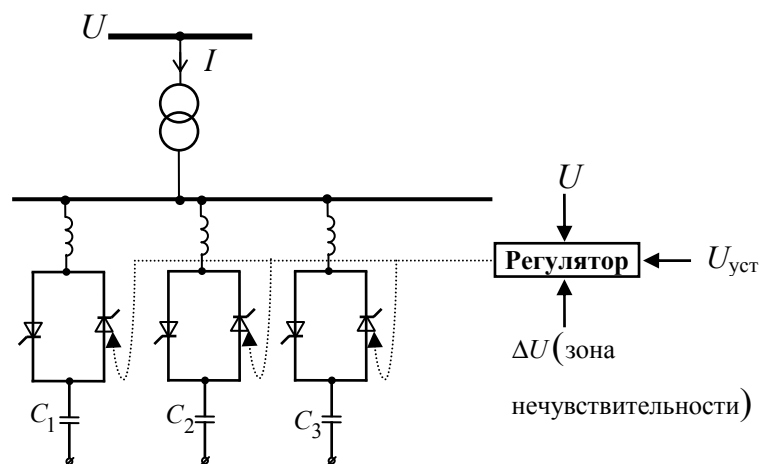 U
I
U
Регулятор
Uуст
ΔU(зона
нечувствительности)
C1
C2
C3